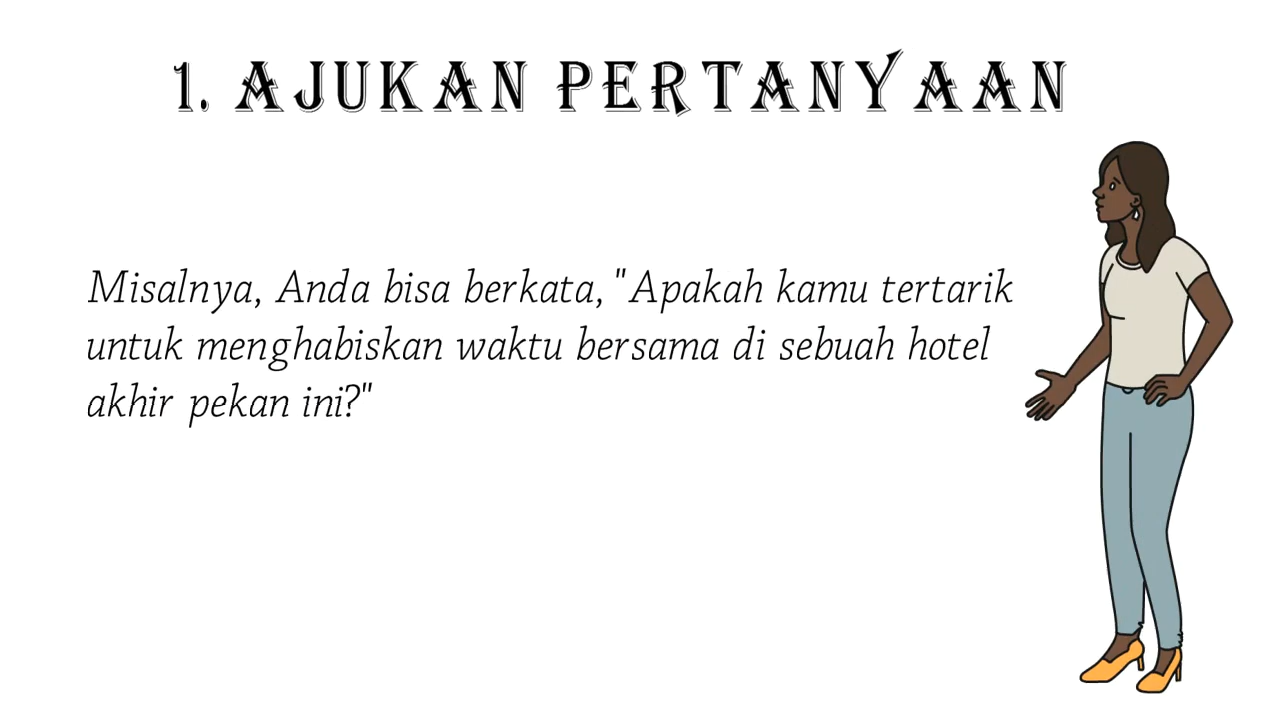 1. AJUKAN PERTANYAAN
Misalnya, Anda bisa berkata, "Apakah kamu tertarik
untuk menghabiskan waktu bersama di sebuah hotel
akhir pekan ini?"